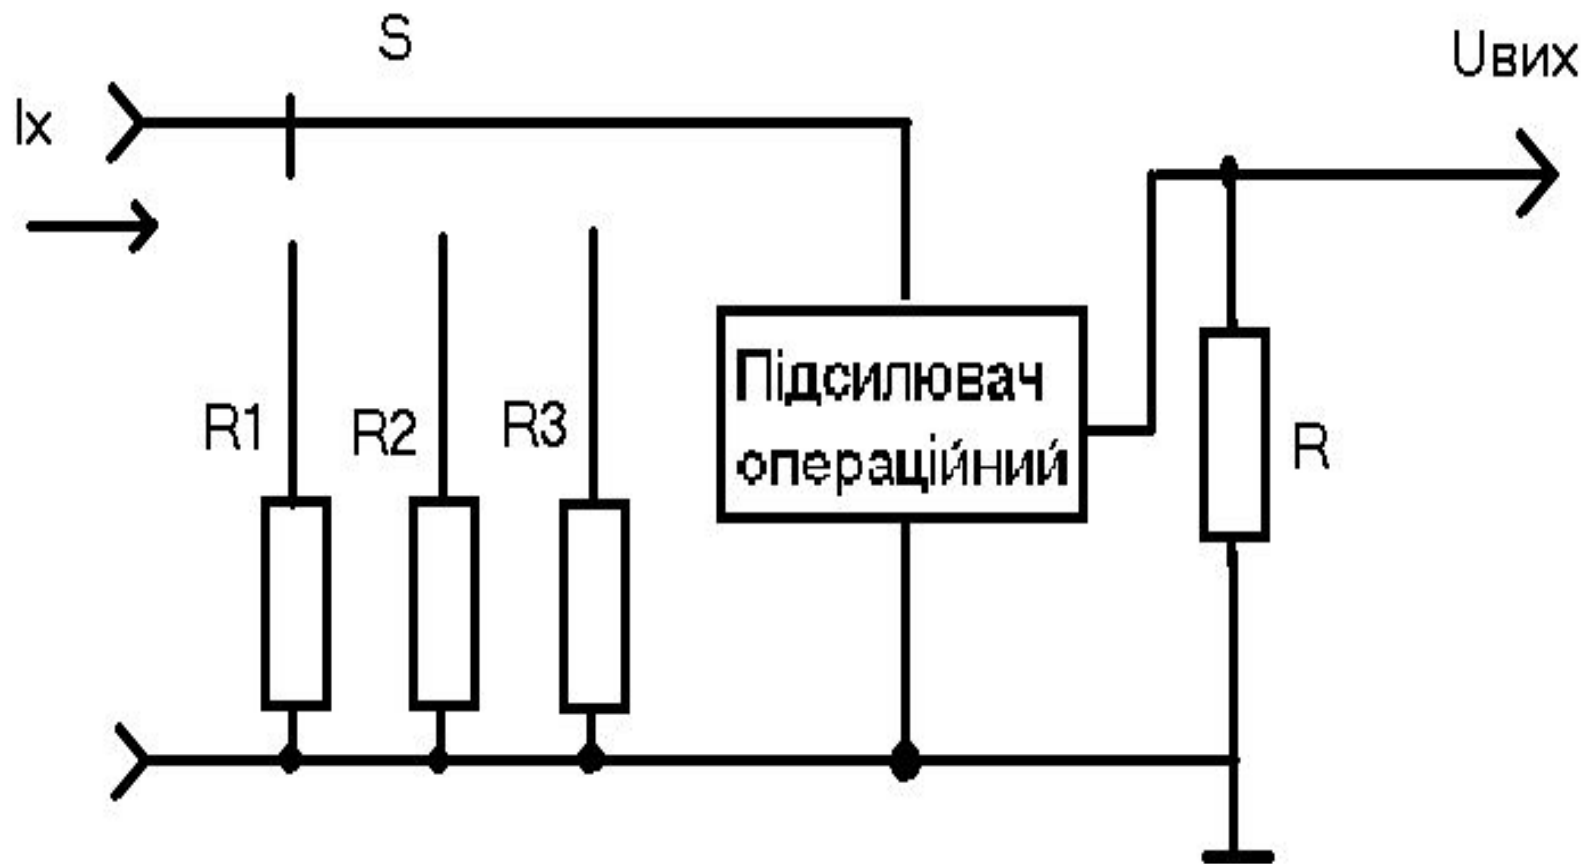 S
Uвих
Ix
R1
R2
R3
Підсилювач
операційний
R